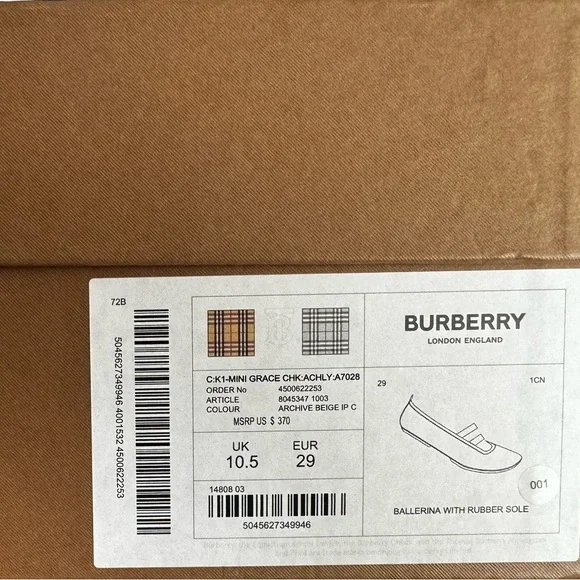 72B
5045627349946 4001532 4500622253
C:K1-MINI GRACE CHK:ACHLY:A7028
ORDER No 4500622253
ARTICLE 8045347 1003
COLOUR ARCHIVE BEIGE IP C
MSRP US $ 370
UK EUR
10.5 29
14808 03
5045627349946
BURBERRY
LONDON ENGLAND
29 1CN
001
BALLERINA WITH RUBBER SOLE